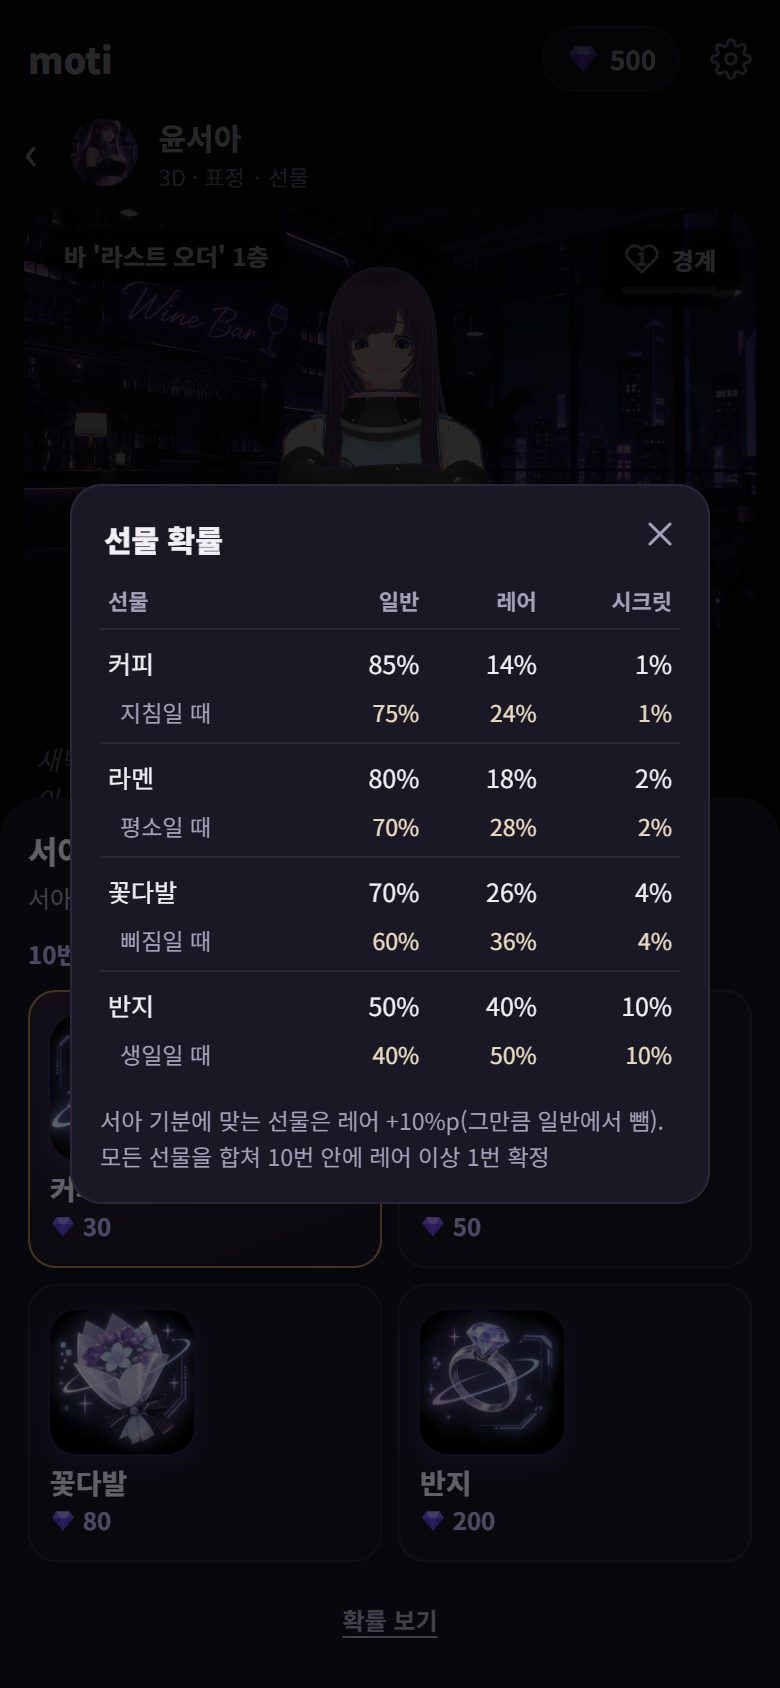 moti
500
윤서아
3D · 표정 · 선물
바 '라스트 오더' 1층
1 경계
Wine Bar
선물 확률
선물 일반 레어 시크릿
커피 85% 14% 1%
지침일 때 75% 24% 1%
라멘 80% 18% 2%
평소일 때 70% 28% 2%
꽃다발 70% 26% 4%
삐짐일 때 60% 36% 4%
반지 50% 40% 10%
생일일 때 40% 50% 10%
서아 기분에 맞는 선물은 레어 +10%p(그만큼 일반에서 뺌).
모든 선물을 합쳐 10번 안에 레어 이상 1번 확정
서아
10번
30 50
꽃다발 반지
80 200
확률 보기